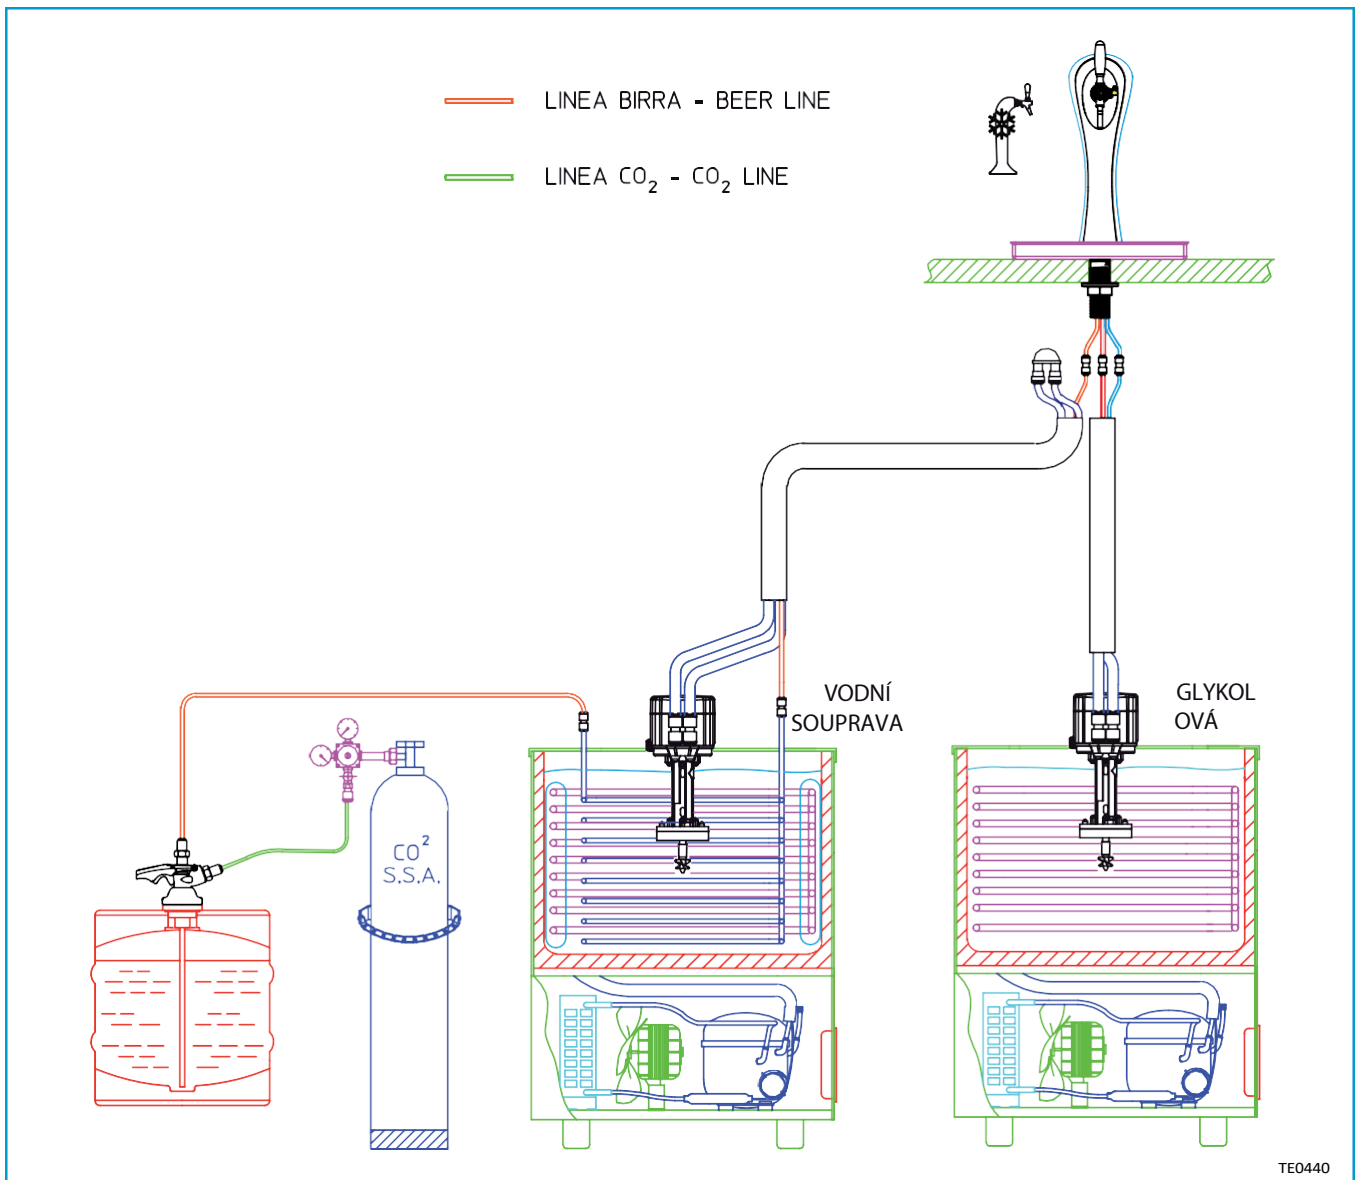 LINEA BIRRA - BEER LINE
LINEA CO₂ - CO₂ LINE
VODNÍ
SOUPRAVA
GLYKOL
OVÁ
CO²
S.S.A.
TE0440